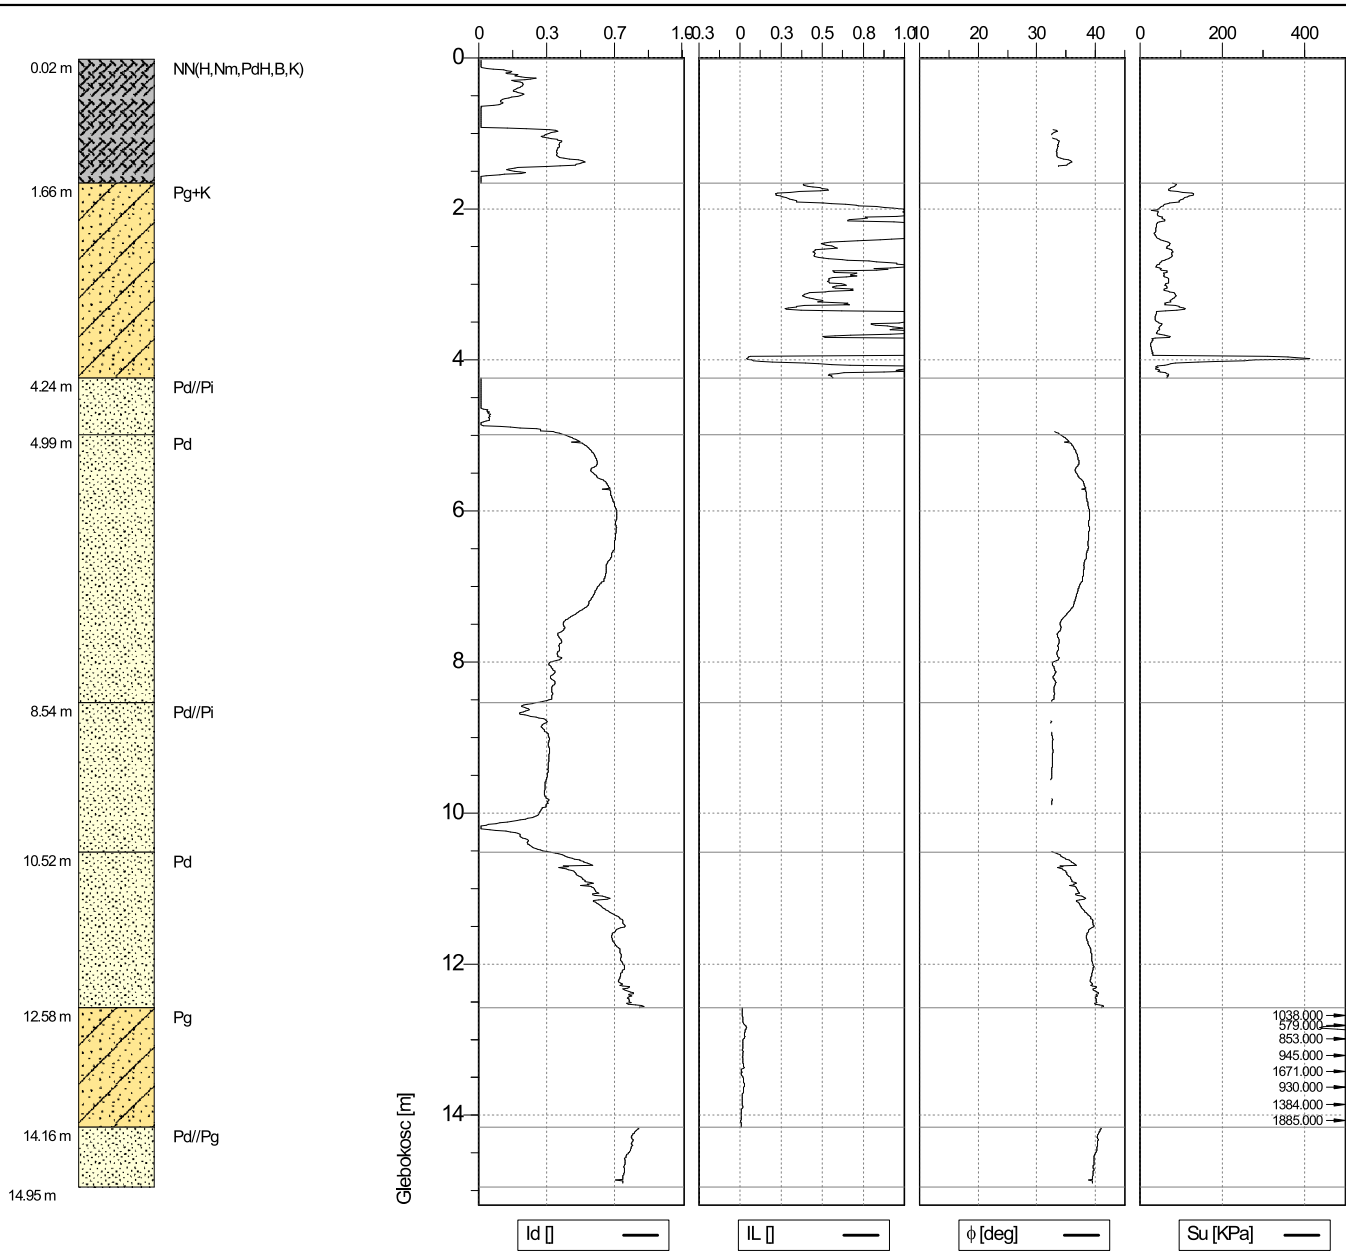 0 0.3 0.7 1.0
-0.3 0 0.3 0.5 0.8 1.0
10 20 30 40
0 200 400
0
0.02 m NN(H,Nm,PdH,B,K)
1.66 m Pg+K
2
4
4.24 m Pd//Pi
4.99 m Pd
6
8
8.54 m Pd//Pi
10
10.52 m Pd
12
12.58 m Pg
1038.000
579.000
853.000
945.000
1671.000
930.000
1384.000
14
1885.000
14.16 m Pd//Pg
14.95 m
Glebokosc [m]
Id [] IL [] ϕ [deg] Su [KPa]